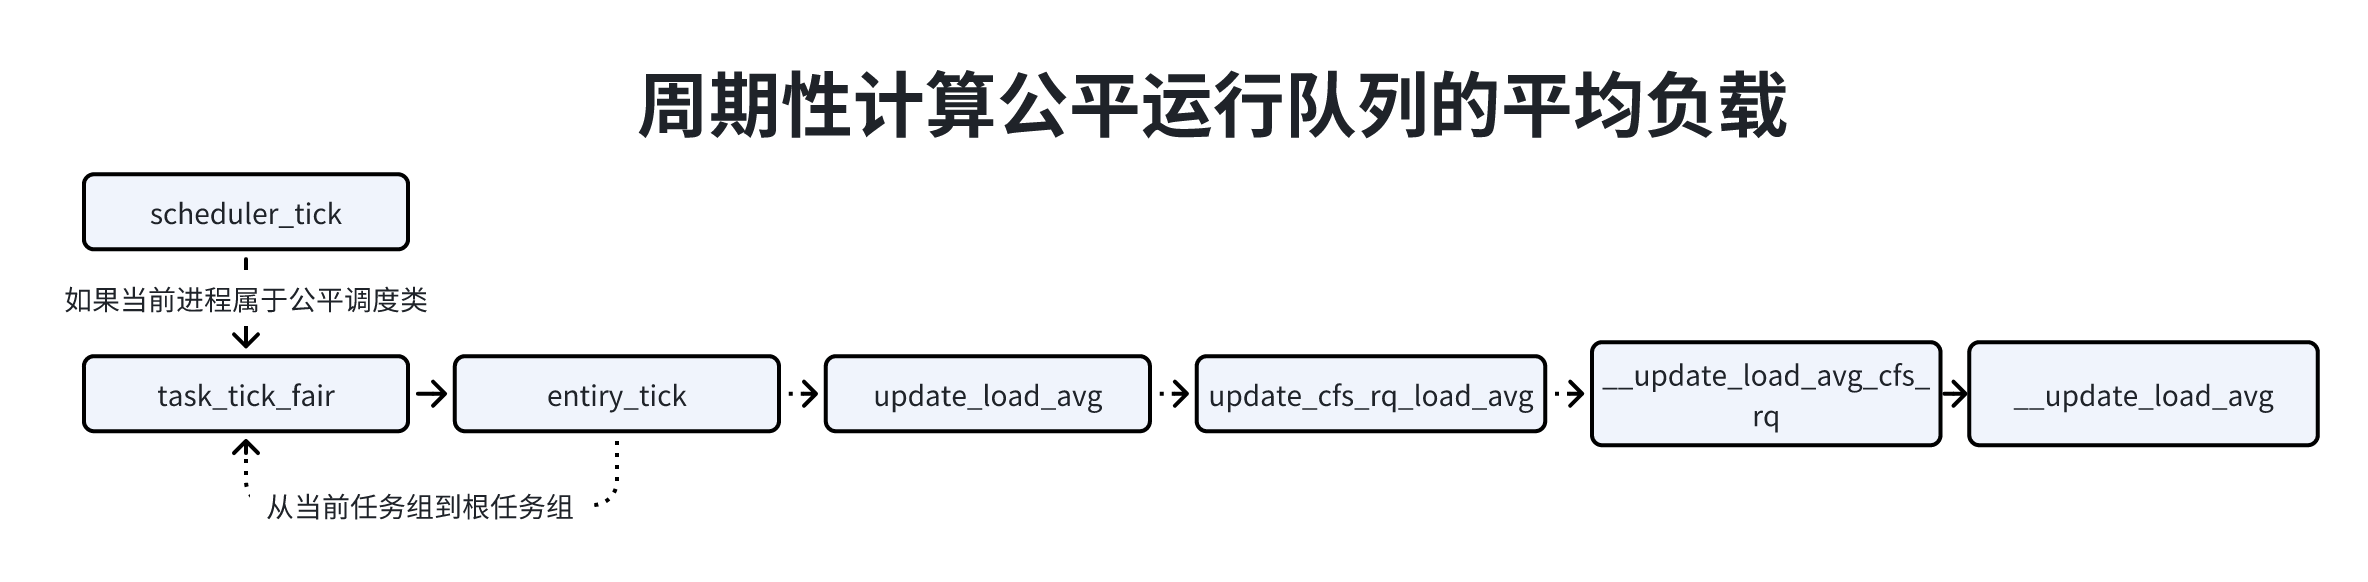 周期性计算公平运行队列的平均负载
scheduler_tick
如果当前进程属于公平调度类
task_tick_fair
entiry_tick
update_load_avg
update_cfs_rq_load_avg
__update_load_avg_cfs_
rq
__update_load_avg
从当前任务组到根任务组